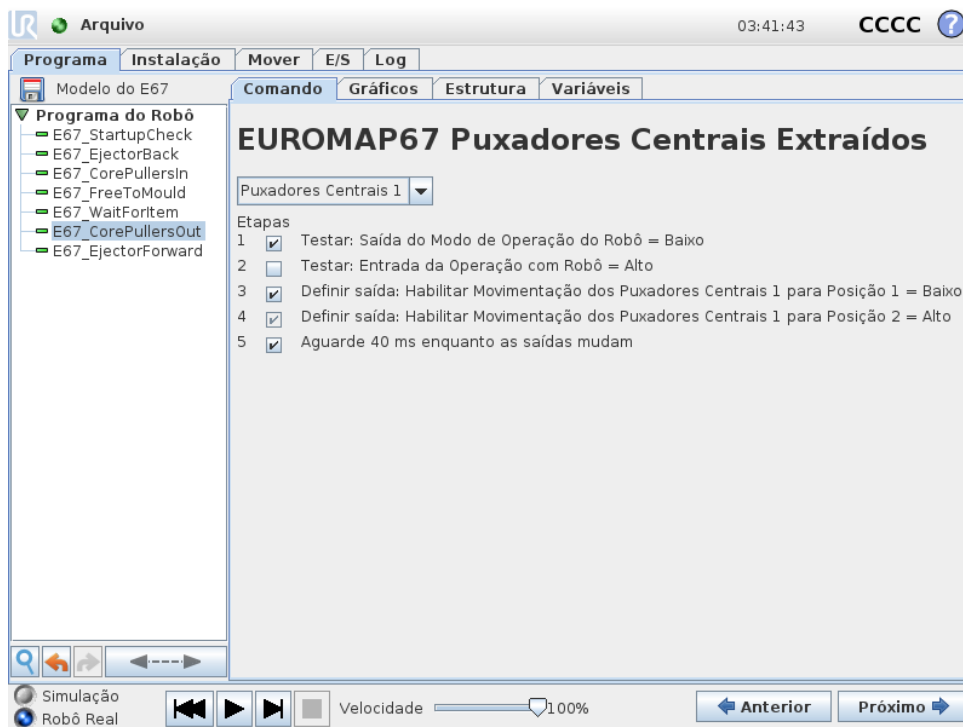 UR Arquivo 03:41:43 CCCC ?
Programa Instalação Mover E/S Log
Modelo do E67 Comando Gráficos Estrutura Variáveis
Programa do Robô
E67_StartupCheck
E67_EjectorBack
E67_CorePullersIn
E67_FreeToMould
E67_WaitForItem
E67_CorePullersOut
E67_EjectorForward
EUROMAP67 Puxadores Centrais Extraídos
Puxadores Centrais 1
Etapas
1 Testar: Saída do Modo de Operação do Robô = Baixo
2 Testar: Entrada da Operação com Robô = Alto
3 Definir saída: Habilitar Movimentação dos Puxadores Centrais 1 para Posição 1 = Baixo
4 Definir saída: Habilitar Movimentação dos Puxadores Centrais 1 para Posição 2 = Alto
5 Aguarde 40 ms enquanto as saídas mudam
Simulação
Robô Real
Velocidade 100% Anterior Próximo